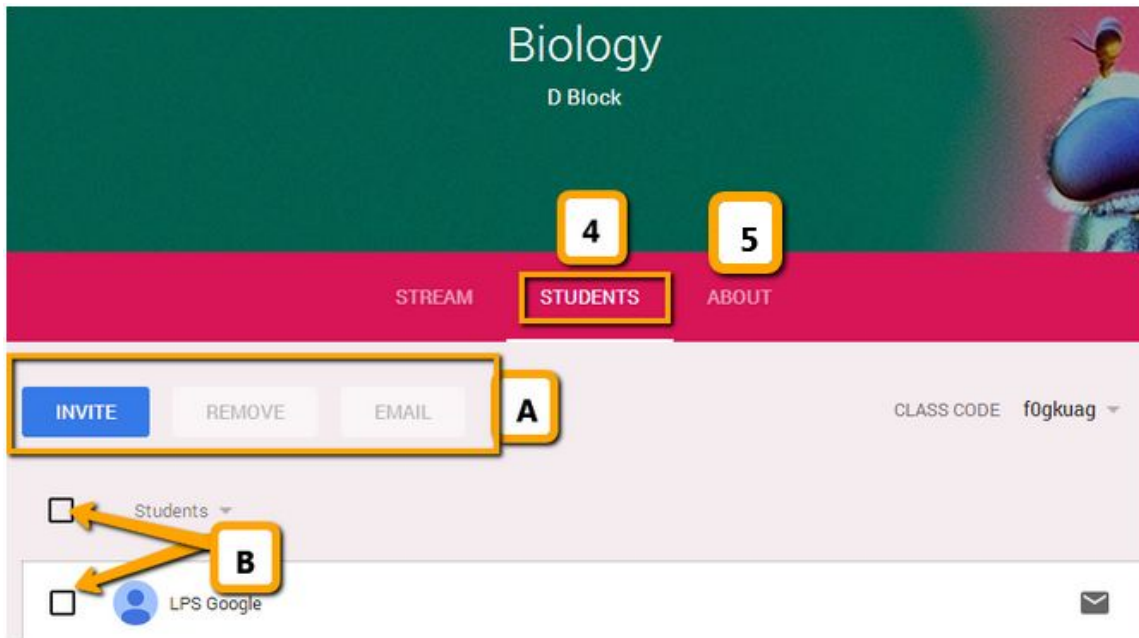 Biology
D Block
4
5
STREAM STUDENTS ABOUT
INVITE REMOVE EMAIL A CLASS CODE f0gkuag
Students
B
LPS Google